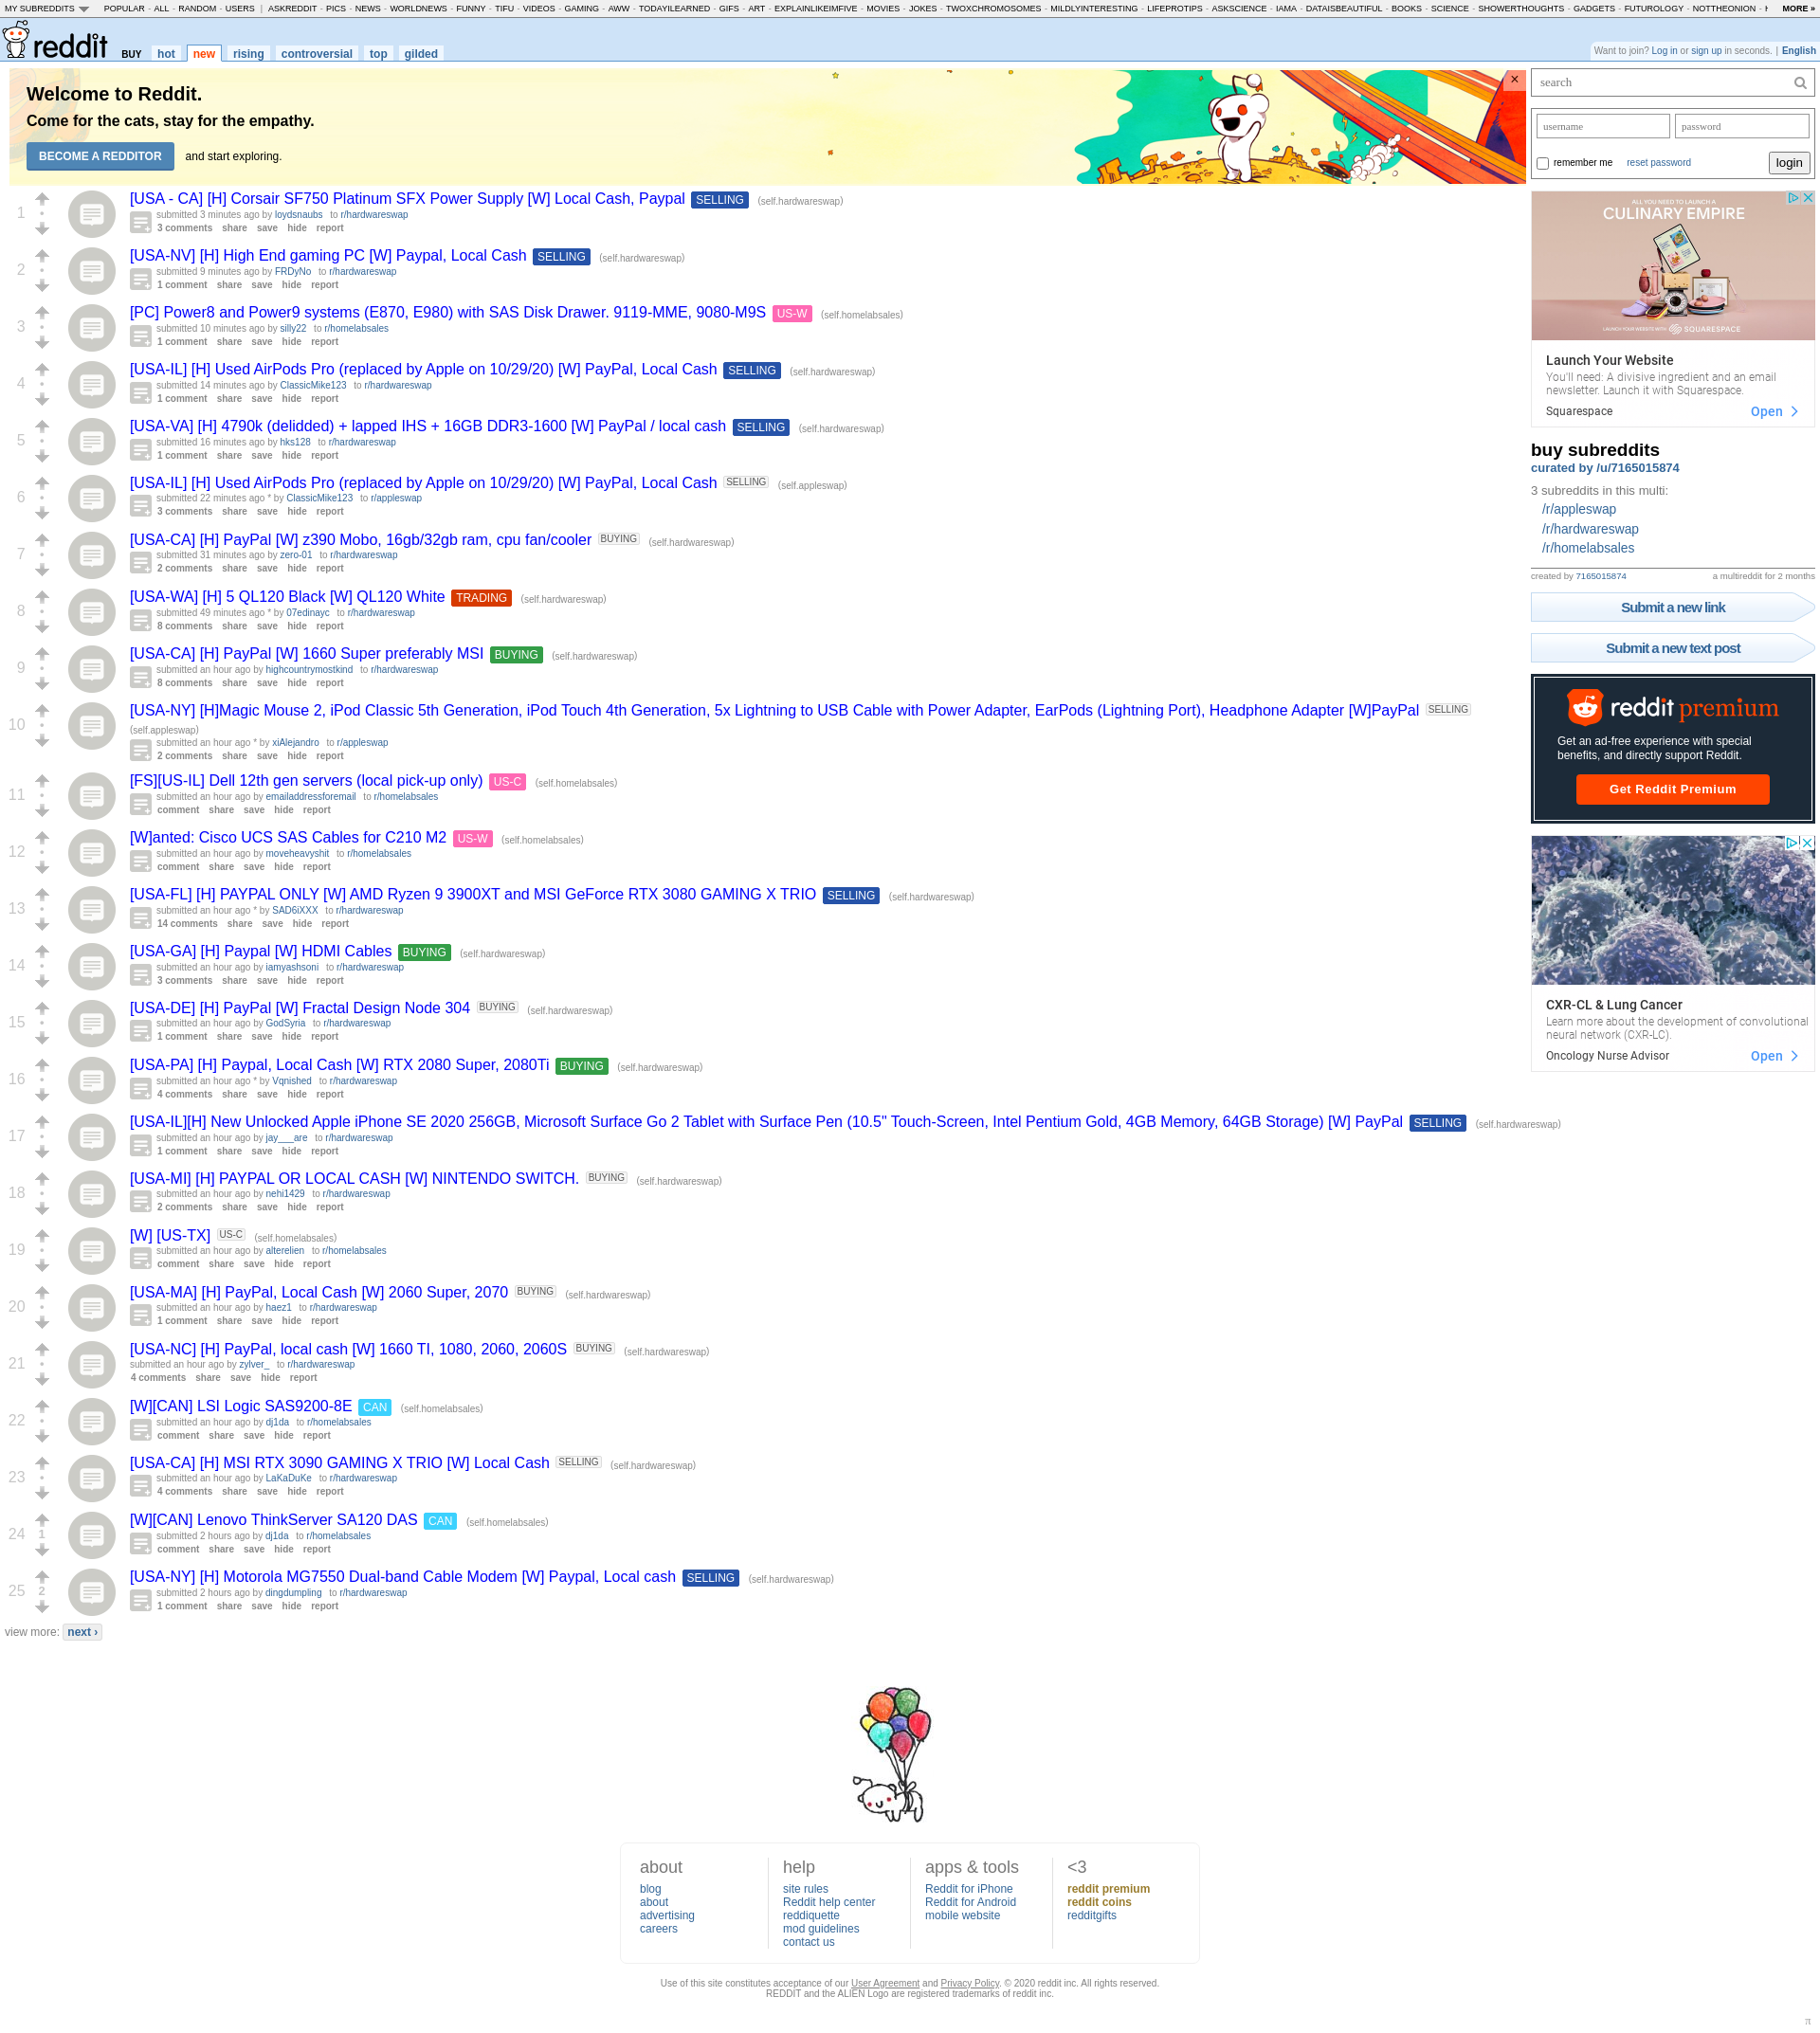 MY SUBREDDITS POPULAR - ALL - RANDOM - USERS | ASKREDDIT - PICS - NEWS - WORLDNEWS - FUNNY - TIFU - VIDEOS - GAMING - AWW - TODAYILEARNED - GIFS - ART - EXPLAINLIKEIMFIVE - MOVIES - JOKES - TWOXCHROMOSOMES - MILDLYINTERESTING - LIFEPROTIPS - ASKSCIENCE - IAMA - DATAISBEAUTIFUL - BOOKS - SCIENCE - SHOWERTHOUGHTS - GADGETS - FUTUROLOGY - NOTTHEONION - MORE »
reddit BUY hot new rising controversial top gilded
Want to join? Log in or sign up in seconds. | English
Welcome to Reddit.
Come for the cats, stay for the empathy.
BECOME A REDDITOR and start exploring.
×
1
[USA - CA] [H] Corsair SF750 Platinum SFX Power Supply [W] Local Cash, Paypal SELLING (self.hardwareswap)
submitted 3 minutes ago by loydsnaubs to r/hardwareswap
3 comments share save hide report
2
[USA-NV] [H] High End gaming PC [W] Paypal, Local Cash SELLING (self.hardwareswap)
submitted 9 minutes ago by FRDyNo to r/hardwareswap
1 comment share save hide report
3
[PC] Power8 and Power9 systems (E870, E980) with SAS Disk Drawer. 9119-MME, 9080-M9S US-W (self.homelabsales)
submitted 10 minutes ago by silly22 to r/homelabsales
1 comment share save hide report
4
[USA-IL] [H] Used AirPods Pro (replaced by Apple on 10/29/20) [W] PayPal, Local Cash SELLING (self.hardwareswap)
submitted 14 minutes ago by ClassicMike123 to r/hardwareswap
1 comment share save hide report
5
[USA-VA] [H] 4790k (delidded) + lapped IHS + 16GB DDR3-1600 [W] PayPal / local cash SELLING (self.hardwareswap)
submitted 16 minutes ago by hks128 to r/hardwareswap
1 comment share save hide report
6
[USA-IL] [H] Used AirPods Pro (replaced by Apple on 10/29/20) [W] PayPal, Local Cash SELLING (self.appleswap)
submitted 22 minutes ago * by ClassicMike123 to r/appleswap
3 comments share save hide report
7
[USA-CA] [H] PayPal [W] z390 Mobo, 16gb/32gb ram, cpu fan/cooler BUYING (self.hardwareswap)
submitted 31 minutes ago by zero-01 to r/hardwareswap
2 comments share save hide report
8
[USA-WA] [H] 5 QL120 Black [W] QL120 White TRADING (self.hardwareswap)
submitted 49 minutes ago * by 07edinayc to r/hardwareswap
8 comments share save hide report
9
[USA-CA] [H] PayPal [W] 1660 Super preferably MSI BUYING (self.hardwareswap)
submitted an hour ago by highcountrymostkind to r/hardwareswap
8 comments share save hide report
10
[USA-NY] [H]Magic Mouse 2, iPod Classic 5th Generation, iPod Touch 4th Generation, 5x Lightning to USB Cable with Power Adapter, EarPods (Lightning Port), Headphone Adapter [W]PayPal SELLING
(self.appleswap)
submitted an hour ago * by xiAlejandro to r/appleswap
2 comments share save hide report
11
[FS][US-IL] Dell 12th gen servers (local pick-up only) US-C (self.homelabsales)
submitted an hour ago by emailaddressforemail to r/homelabsales
comment share save hide report
12
[W]anted: Cisco UCS SAS Cables for C210 M2 US-W (self.homelabsales)
submitted an hour ago by moveheavyshit to r/homelabsales
comment share save hide report
13
[USA-FL] [H] PAYPAL ONLY [W] AMD Ryzen 9 3900XT and MSI GeForce RTX 3080 GAMING X TRIO SELLING (self.hardwareswap)
submitted an hour ago * by SAD6iXXX to r/hardwareswap
14 comments share save hide report
14
[USA-GA] [H] Paypal [W] HDMI Cables BUYING (self.hardwareswap)
submitted an hour ago by iamyashsoni to r/hardwareswap
3 comments share save hide report
15
[USA-DE] [H] PayPal [W] Fractal Design Node 304 BUYING (self.hardwareswap)
submitted an hour ago by GodSyria to r/hardwareswap
1 comment share save hide report
16
[USA-PA] [H] Paypal, Local Cash [W] RTX 2080 Super, 2080Ti BUYING (self.hardwareswap)
submitted an hour ago * by Vqnished to r/hardwareswap
4 comments share save hide report
17
[USA-IL][H] New Unlocked Apple iPhone SE 2020 256GB, Microsoft Surface Go 2 Tablet with Surface Pen (10.5" Touch-Screen, Intel Pentium Gold, 4GB Memory, 64GB Storage) [W] PayPal SELLING (self.hardwareswap)
submitted an hour ago by jay___are to r/hardwareswap
1 comment share save hide report
18
[USA-MI] [H] PAYPAL OR LOCAL CASH [W] NINTENDO SWITCH. BUYING (self.hardwareswap)
submitted an hour ago by nehi1429 to r/hardwareswap
2 comments share save hide report
19
[W] [US-TX] US-C (self.homelabsales)
submitted an hour ago by alterelien to r/homelabsales
comment share save hide report
20
[USA-MA] [H] PayPal, Local Cash [W] 2060 Super, 2070 BUYING (self.hardwareswap)
submitted an hour ago by haez1 to r/hardwareswap
1 comment share save hide report
21
[USA-NC] [H] PayPal, local cash [W] 1660 TI, 1080, 2060, 2060S BUYING (self.hardwareswap)
submitted an hour ago by zylver_ to r/hardwareswap
4 comments share save hide report
22
[W][CAN] LSI Logic SAS9200-8E CAN (self.homelabsales)
submitted an hour ago by dj1da to r/homelabsales
comment share save hide report
23
[USA-CA] [H] MSI RTX 3090 GAMING X TRIO [W] Local Cash SELLING (self.hardwareswap)
submitted an hour ago by LaKaDuKe to r/hardwareswap
4 comments share save hide report
24 1
[W][CAN] Lenovo ThinkServer SA120 DAS CAN (self.homelabsales)
submitted 2 hours ago by dj1da to r/homelabsales
comment share save hide report
25 2
[USA-NY] [H] Motorola MG7550 Dual-band Cable Modem [W] Paypal, Local cash SELLING (self.hardwareswap)
submitted 2 hours ago by dingdumpling to r/hardwareswap
1 comment share save hide report
view more: next ›
search
username password
remember me reset password login
ALL YOU NEED TO LAUNCH A
CULINARY EMPIRE
LAUNCH YOUR WEBSITE WITH SQUARESPACE
Launch Your Website
You'll need: A divisive ingredient and an email
newsletter. Launch it with Squarespace.
Squarespace Open
buy subreddits
curated by /u/7165015874
3 subreddits in this multi:
/r/appleswap
/r/hardwareswap
/r/homelabsales
created by 7165015874 a multireddit for 2 months
Submit a new link
Submit a new text post
reddit premium
Get an ad-free experience with special
benefits, and directly support Reddit.
Get Reddit Premium
CXR-CL & Lung Cancer
Learn more about the development of convolutional
neural network (CXR-LC).
Oncology Nurse Advisor Open
about
blog
about
advertising
careers
help
site rules
Reddit help center
reddiquette
mod guidelines
contact us
apps & tools
Reddit for iPhone
Reddit for Android
mobile website
<3
reddit premium
reddit coins
redditgifts
Use of this site constitutes acceptance of our User Agreement and Privacy Policy. © 2020 reddit inc. All rights reserved.
REDDIT and the ALIEN Logo are registered trademarks of reddit inc.
π